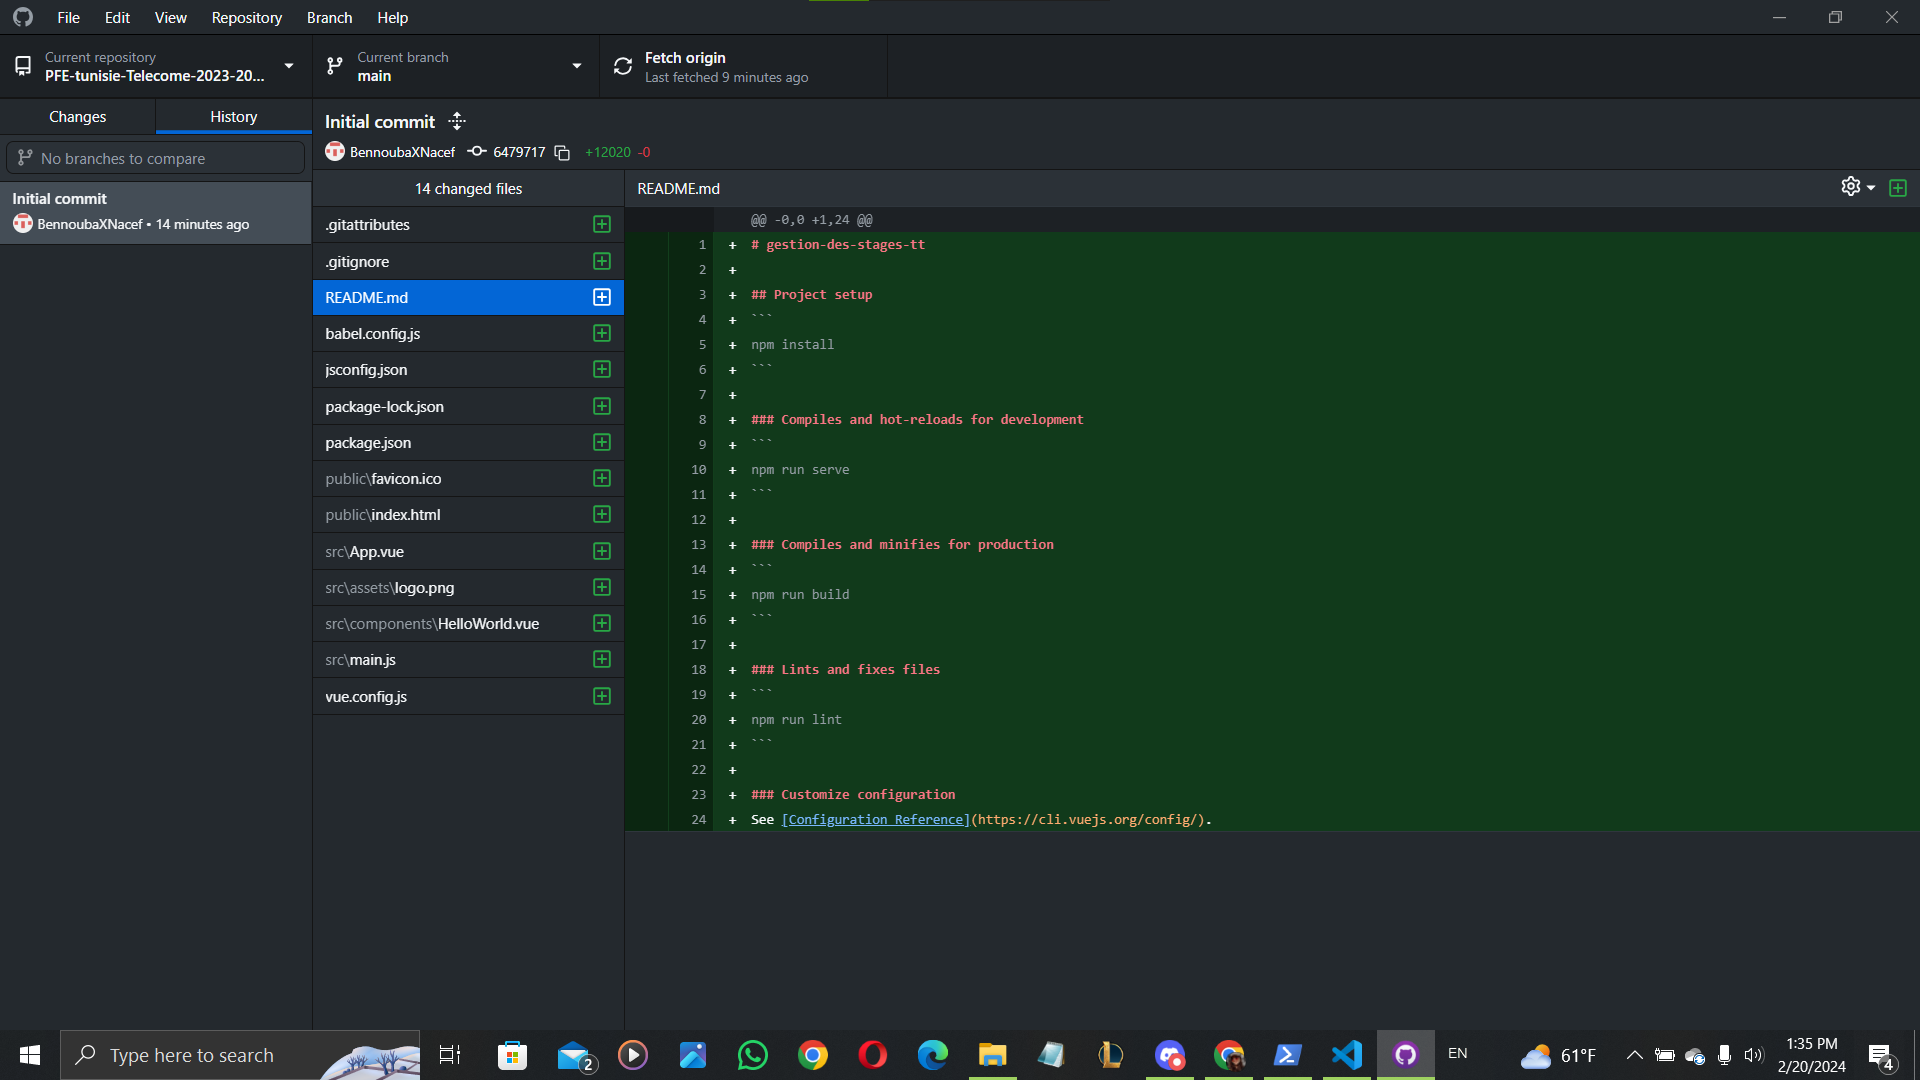 File Edit View Repository Branch Help
Current repository
PFE-tunisie-Telecome-2023-20...
Current branch
main
Fetch origin
Last fetched 9 minutes ago
Changes
History
No branches to compare
Initial commit
BennoubaXNacef • 14 minutes ago
Initial commit
BennoubaXNacef 6479717 +12020 -0
14 changed files
.gitattributes
.gitignore
README.md
babel.config.js
jsconfig.json
package-lock.json
package.json
public\favicon.ico
public\index.html
src\App.vue
src\assets\logo.png
src\components\HelloWorld.vue
src\main.js
vue.config.js
README.md
@@ -0,0 +1,24 @@
1 + # gestion-des-stages-tt
2 +
3 + ## Project setup
4 + ```
5 + npm install
6 + ```
7 +
8 + ### Compiles and hot-reloads for development
9 + ```
10 + npm run serve
11 + ```
12 +
13 + ### Compiles and minifies for production
14 + ```
15 + npm run build
16 + ```
17 +
18 + ### Lints and fixes files
19 + ```
20 + npm run lint
21 + ```
22 +
23 + ### Customize configuration
24 + See [Configuration Reference](https://cli.vuejs.org/config/).
Type here to search
2
EN
61°F
1:35 PM
2/20/2024
4